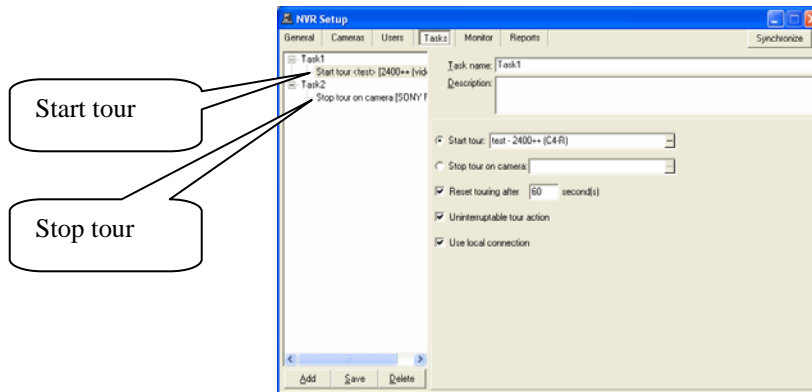 NVR Setup
General Cameras Users Tasks Monitor Reports Synchronize
Task1
Start tour <test> [2400++ (vid
Task2
Stop tour on camera [SONY
Task name: Task1
Description:
Start tour: test - 2400++ (C4-R)
Stop tour on camera:
Reset touring after 60 second(s)
Uninterruptable tour action
Use local connection
Add Save Delete
Start tour
Stop tour